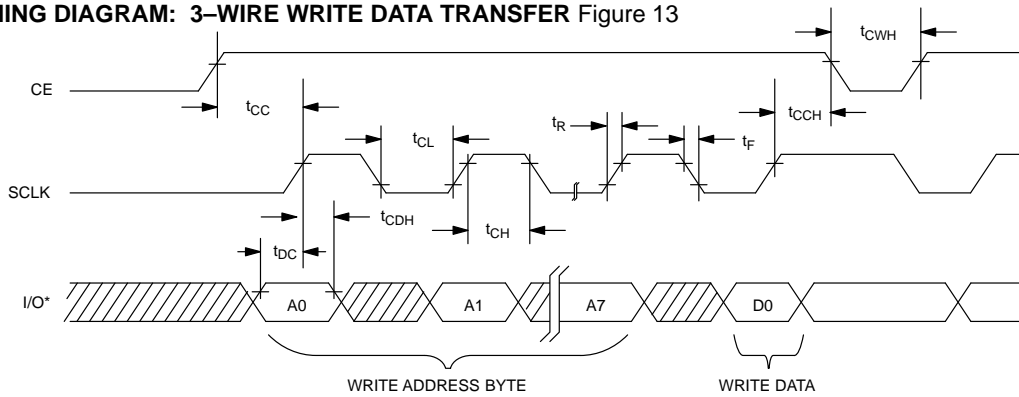 ING DIAGRAM: 3–WIRE WRITE DATA TRANSFER Figure 13
tCWH
CE
tCC
tCCH
tR
tF
tCL
SCLK
tCDH
tCH
tDC
I/O*
A0
A1
A7
D0
WRITE ADDRESS BYTE
WRITE DATA